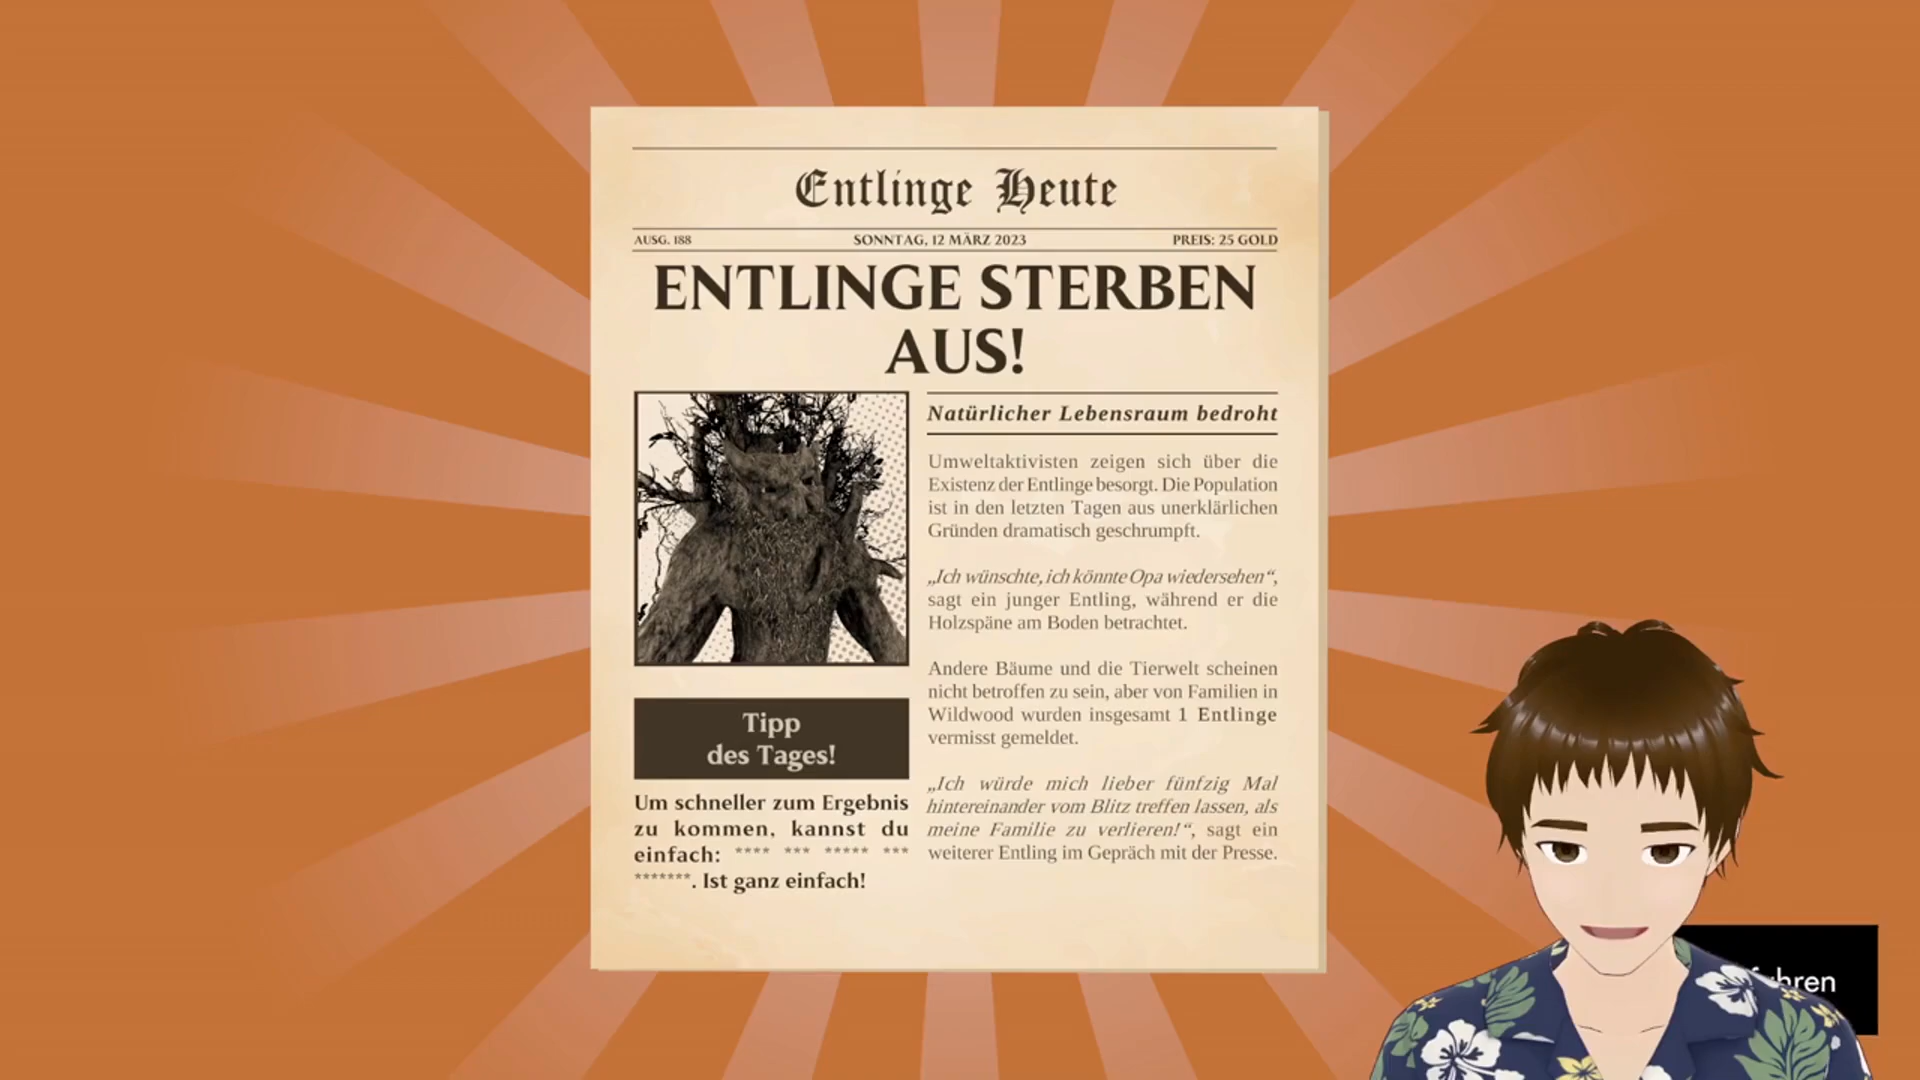 Entlinge Heute
AUSG. 188
SONNTAG, 12 MÄRZ 2023
PREIS: 25 GOLD
ENTLINGE STERBEN
AUS!
Natürlicher Lebensraum bedroht
Umweltaktivisten zeigen sich über die
Existenz der Entlinge besorgt. Die Population
ist in den letzten Tagen aus unerklärlichen
Gründen dramatisch geschrumpft.
„Ich wünschte, ich könnte Opa wiedersehen“,
sagt ein junger Entling, während er die
Holzspäne am Boden betrachtet.
Andere Bäume und die Tierwelt scheinen
nicht betroffen zu sein, aber von Familien in
Wildwood wurden insgesamt 1 Entlinge
vermisst gemeldet.
„Ich würde mich lieber fünfzig Mal
hintereinander vom Blitz treffen lassen, als
meine Familie zu verlieren!“, sagt ein
weiterer Entling im Gepräch mit der Presse.
Tipp
des Tages!
Um schneller zum Ergebnis
zu kommen, kannst du
einfach: **** *** ***** ***
*******. Ist ganz einfach!